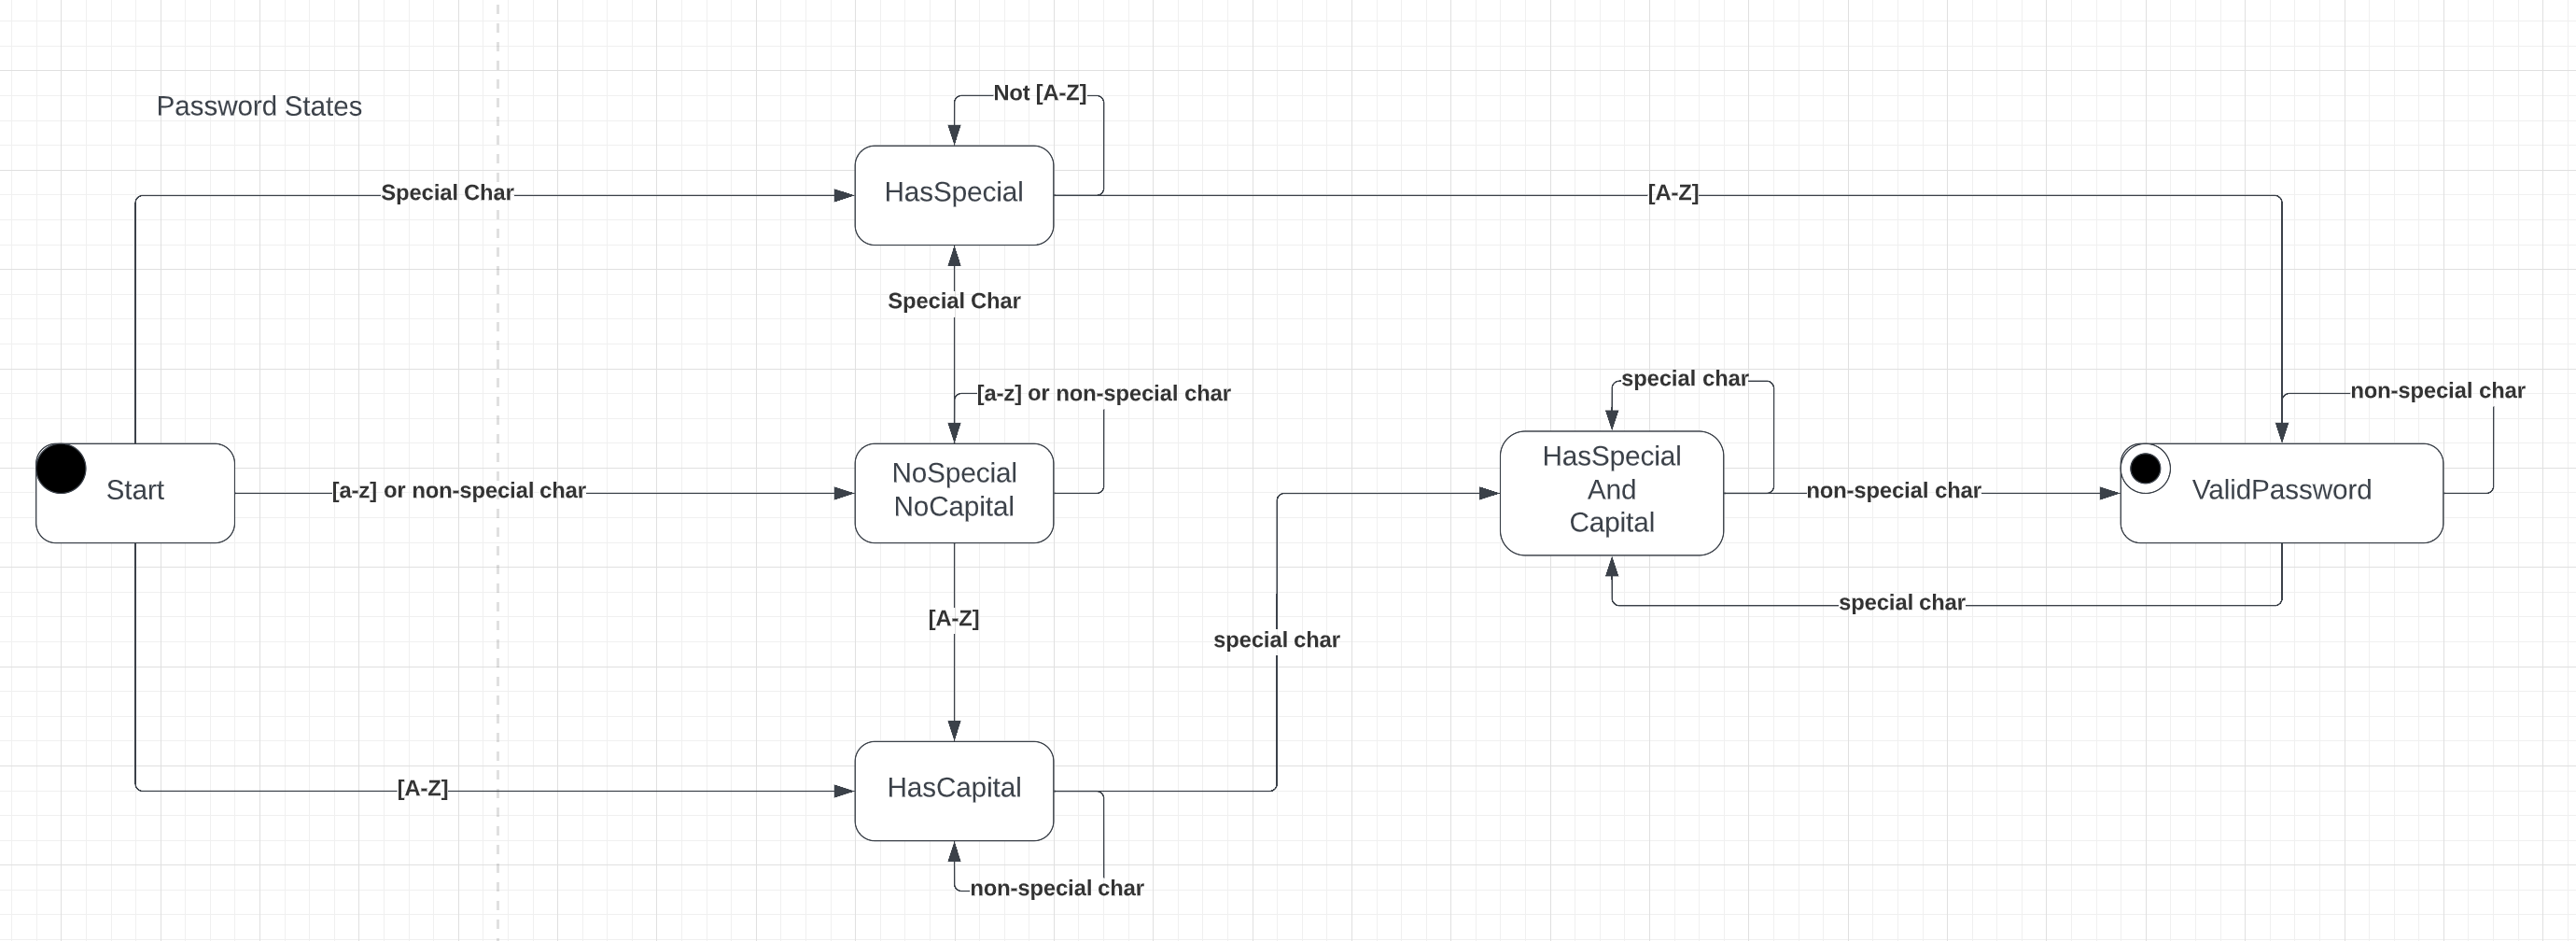 Password States
Not [A-Z]
Special Char
HasSpecial
[A-Z]
Special Char
[a-z] or non-special char
special char
non-special char
Start
[a-z] or non-special char
NoSpecial
NoCapital
HasSpecial
And
Capital
non-special char
ValidPassword
special char
[A-Z]
special char
[A-Z]
HasCapital
non-special char